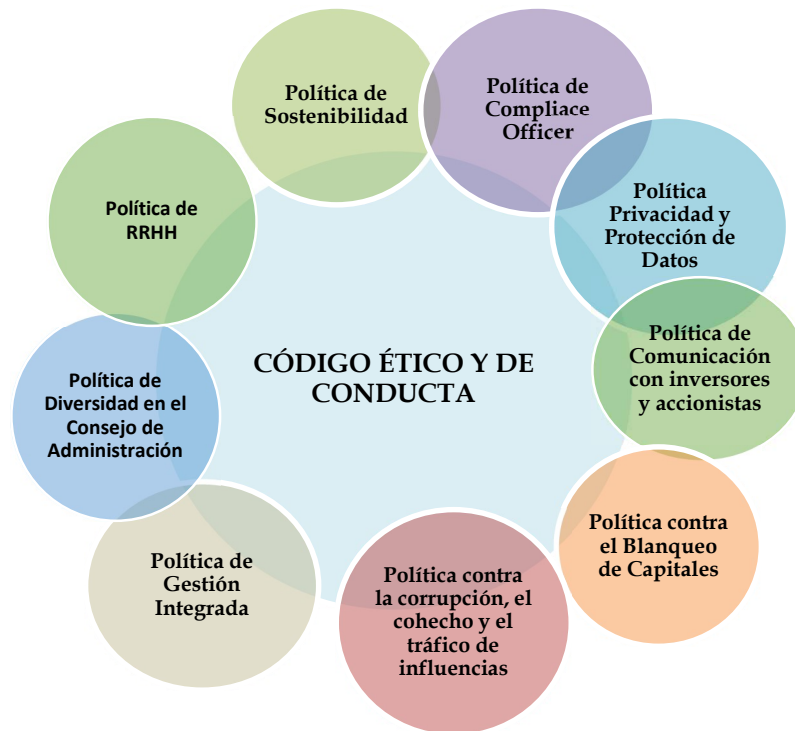 Política de
Sostenibilidad
Política de
Compliace
Officer
Política
Privacidad y
Protección de
Datos
Política de
Comunicación
con inversores
y accionistas
Política contra
el Blanqueo
de Capitales
Política contra
la corrupción, el
cohecho y el
tráfico de
influencias
Política de
Gestión
Integrada
Política de
Diversidad en el
Consejo de
Administración
Política de
RRHH
CÓDIGO ÉTICO Y DE
CONDUCTA